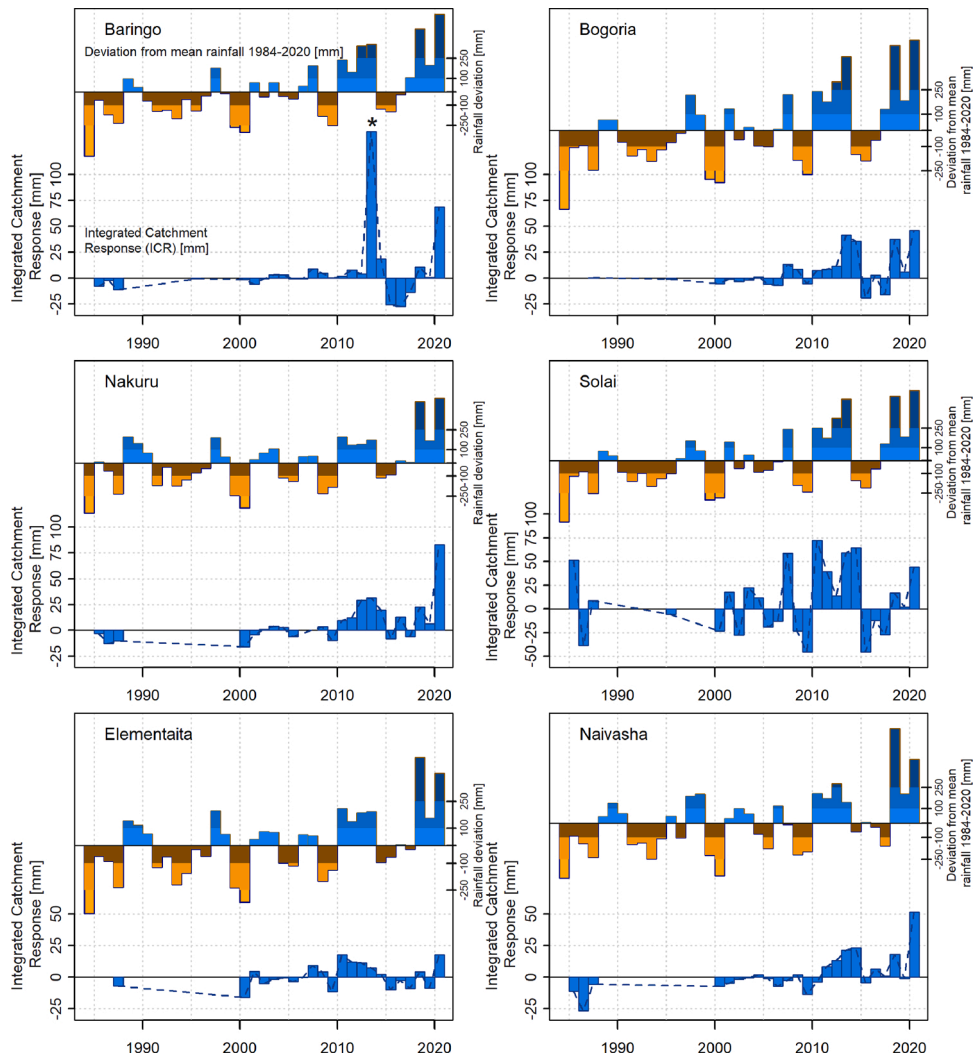 Baringo
Deviation from mean rainfall 1984-2020 [mm]
*
Integrated Catchment
Response (ICR) [mm]
Integrated Catchment
Response [mm]
-25 0 25 50 75 100
Rainfall deviation [mm]
-250 -100 100 250
1990 2000 2010 2020
Bogoria
Integrated Catchment
Response [mm]
-25 0 25 50 75 100
Deviation from mean
rainfall 1984-2020 [mm]
-250 -100 100 250
1990 2000 2010 2020
Nakuru
Integrated Catchment
Response [mm]
-25 0 25 50 75 100
Rainfall deviation [mm]
-250 -100 100 250
1990 2000 2010 2020
Solai
Integrated Catchment
Response [mm]
-50 -25 0 25 50 75 100
Deviation from mean
rainfall 1984-2020 [mm]
-250 -100 100 250
1990 2000 2010 2020
Elementaita
Integrated Catchment
Response [mm]
-25 0 25 50
Rainfall deviation [mm]
-250 -100 100 250
1990 2000 2010 2020
Naivasha
Integrated Catchment
Response [mm]
-25 0 25 50
Deviation from mean
rainfall 1984-2020 [mm]
-250 -100 100 250
1990 2000 2010 2020